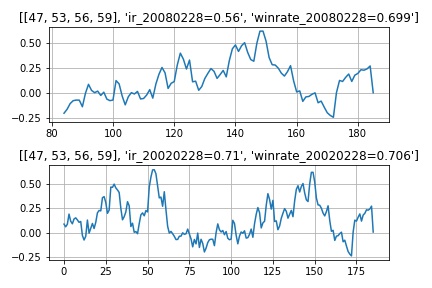 [[47, 53, 56, 59], 'ir_20080228=0.56', 'winrate_20080228=0.699']
0.50
0.25
0.00
−0.25
80 100 120 140 160 180
[[47, 53, 56, 59], 'ir_20020228=0.71', 'winrate_20020228=0.706']
0.50
0.25
0.00
−0.25
0 25 50 75 100 125 150 175